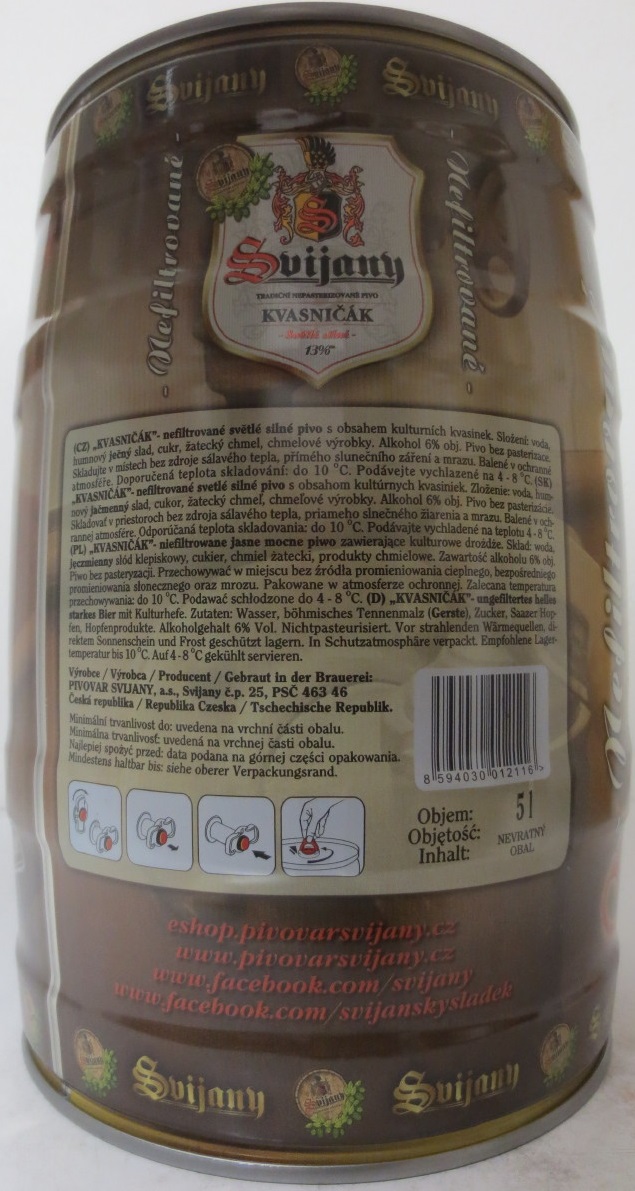 Svijany Svijany
- Nefiltrované -
- Nefiltrované -
Svijany
Svijany
TRADIČNÍ NEPASTERIZOVANÉ PIVO
KVASNIČÁK
13%
(CZ) „KVASNIČÁK"- nefiltrované světlé silné pivo s obsahem kulturních kvasinek. Složení: voda,
humnový ječný slad, cukr, žatecký chmel, chmelové výrobky. Alkohol 6% obj. Pivo bez pasterizace.
Skladujte v místech bez zdroje sálavého tepla, přímého slunečního záření a mrazu. Balené v ochranné
atmosféře. Doporučená teplota skladování: do 10 °C. Podávejte vychlazené na 4 - 8 °C. (SK)
„KVASNIČÁK"- nefiltrované svetlé silné pivo s obsahom kultúrnych kvasiniek. Zloženie: voda, hum-
nový jačmenný slad, cukor, žatecký chmeľ, chmeľové výrobky. Alkohol 6% obj. Pivo bez pasterizácie.
Skladovať v priestoroch bez zdroja sálavého tepla, priameho slnečného žiarenia a mrazu. Balené v och-
rannej atmosfére. Odporúčaná teplota skladovania: do 10 °C. Podávajte vychladené na teplotu 4 - 8 °C.
(PL) „KVASNIČÁK"- niefiltrowane jasne mocne piwo zawierające kulturowe drożdże. Skład: woda,
jęczmienny słód klepiskowy, cukier, chmiel žatecki, produkty chmielowe. Zawartość alkoholu 6% obj.
Piwo bez pasteryzacji. Przechowywać w miejscu bez źródła promieniowania cieplnego, bezpośredniego
promieniowania słonecznego oraz mrozu. Pakowane w atmosferze ochronnej. Zalecana temperatura
przechowywania: do 10 °C. Podawać schłodzone do 4 - 8 °C. (D) „KVASNIČÁK"- ungefiltertes helles
starkes Bier mit Kulturhefe. Zutaten: Wasser, böhmisches Tennenmalz (Gerste), Zucker, Saazer Hop-
fen, Hopfenprodukte. Alkoholgehalt 6% Vol. Nichtpasteurisiert. Vor strahlenden Wärmequellen, di-
rektem Sonnenschein und Frost geschützt lagern. In Schutzatmosphäre verpackt. Empfohlene Lager-
temperatur bis 10 °C. Auf 4 - 8 °C gekühlt servieren.
Výrobce / Výrobca / Producent / Gebraut in der Brauerei:
PIVOVAR SVIJANY, a.s., Svijany č.p. 25, PSČ 463 46
Česká republika / Republika Czeska / Tschechische Republik.
Minimální trvanlivost do: uvedena na vrchní části obalu.
Minimálna trvanlivosť: uvedená na vrchnej časti obalu.
Najlepiej spożyć przed: data podana na górnej części opakowania.
Mindestens haltbar bis: siehe oberer Verpackungsrand.
8 594030 012116 >
Objem:
Objętość:
Inhalt:
5 l
NEVRATNÝ
OBAL
eshop.pivovarsvijany.cz
www.pivovarsvijany.cz
www.facebook.com/svijany
www.facebook.com/svijanskysladek
Svijany Svijany